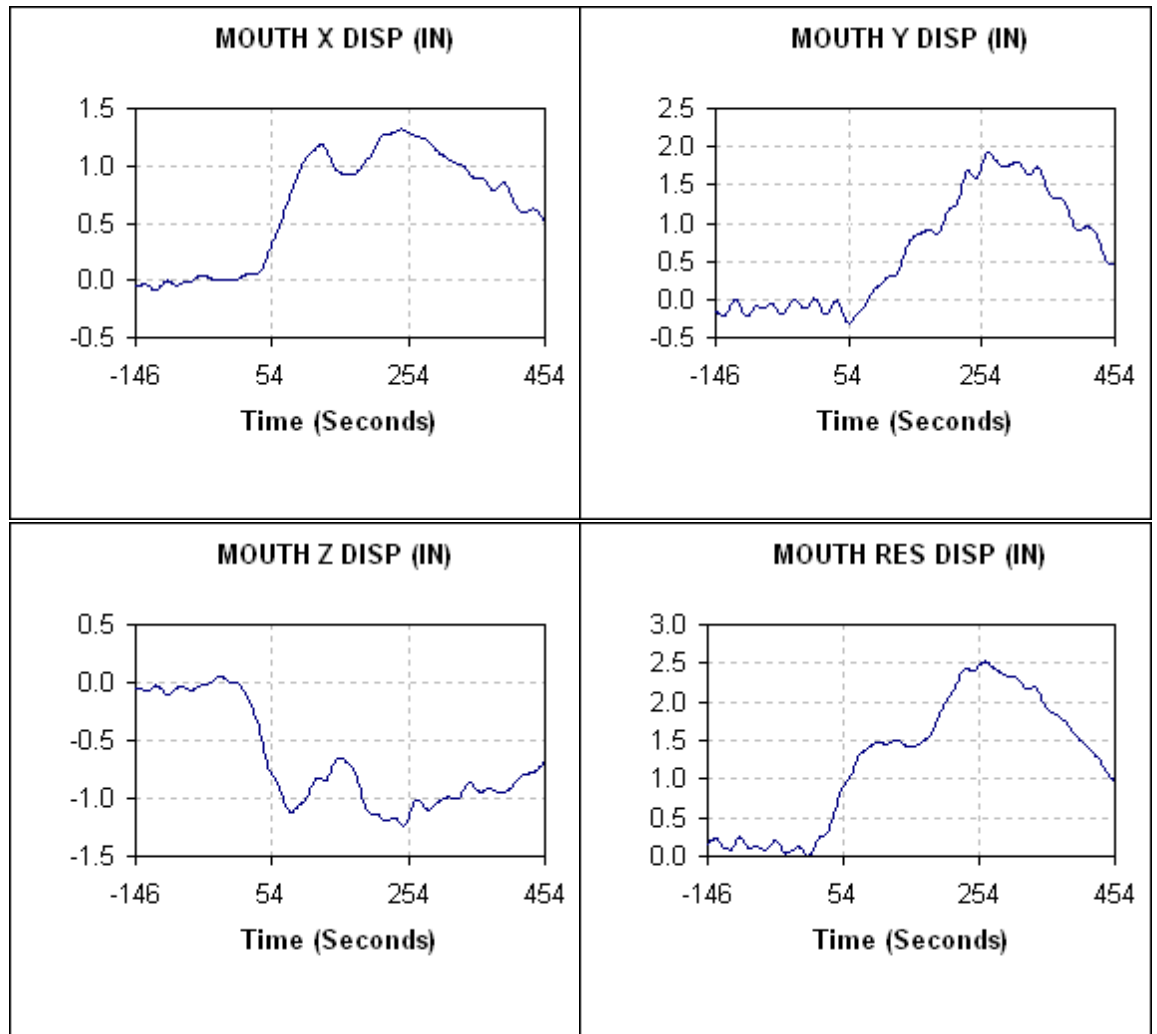 MOUTH X DISP (IN)
1.5
1.0
0.5
0.0
-0.5
-146 54 254 454
Time (Seconds)
MOUTH Y DISP (IN)
2.5
2.0
1.5
1.0
0.5
0.0
-0.5
-146 54 254 454
Time (Seconds)
MOUTH Z DISP (IN)
0.5
0.0
-0.5
-1.0
-1.5
-146 54 254 454
Time (Seconds)
MOUTH RES DISP (IN)
3.0
2.5
2.0
1.5
1.0
0.5
0.0
-146 54 254 454
Time (Seconds)